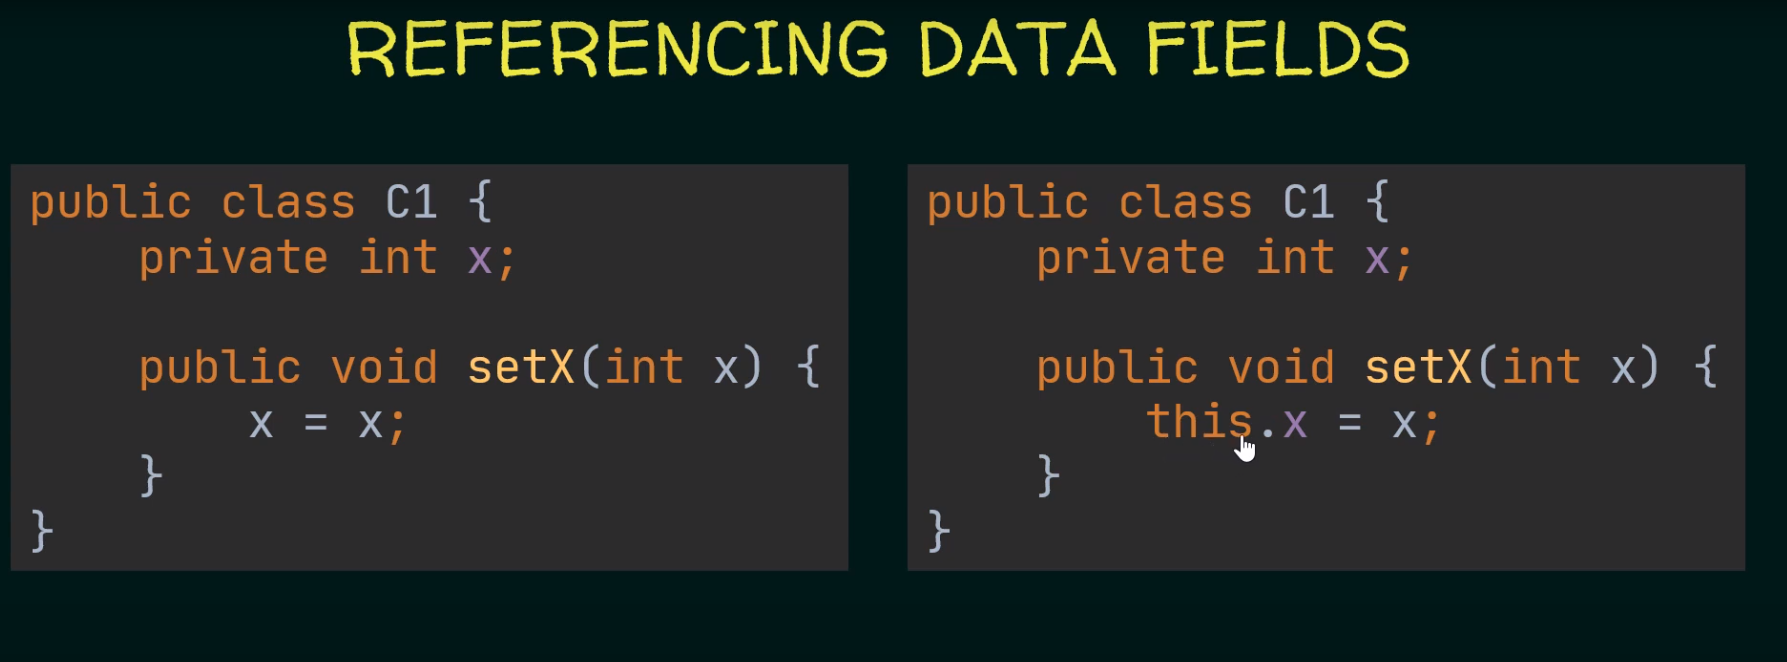 REFERENCING DATA FIELDS
public class C1 {
    private int x;

    public void setX(int x) {
        x = x;
    }
}
public class C1 {
    private int x;

    public void setX(int x) {
        this.x = x;
    }
}